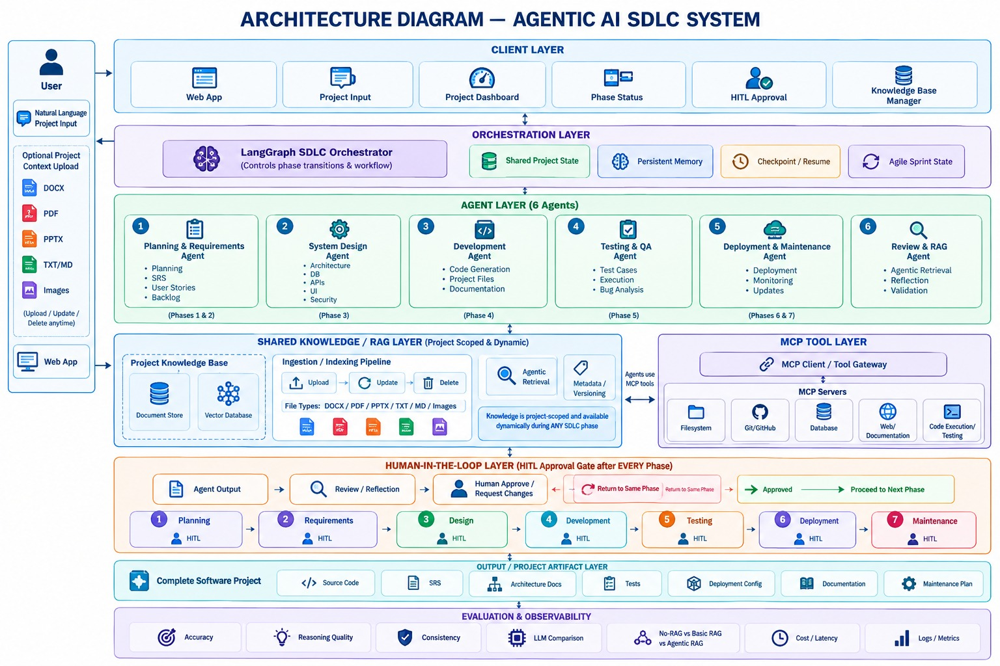 ARCHITECTURE DIAGRAM — AGENTIC AI SDLC SYSTEM
User
Natural Language
Project Input
Optional Project
Context Upload
DOCX
PDF
PPTX
TXT/MD
Images
(Upload / Update /
Delete anytime)
Web App
CLIENT LAYER
Web App
Project Input
Project Dashboard
Phase Status
HITL Approval
Knowledge Base
Manager
ORCHESTRATION LAYER
LangGraph SDLC Orchestrator
(Controls phase transitions & workflow)
Shared Project State
Persistent Memory
Checkpoint / Resume
Agile Sprint State
AGENT LAYER (6 Agents)
1
Planning & Requirements
Agent
• Planning
• SRS
• User Stories
• Backlog
(Phases 1 & 2)
2
System Design
Agent
• Architecture
• DB
• APIs
• UI
• Security
(Phase 3)
3
Development
Agent
• Code Generation
• Project Files
• Documentation
(Phase 4)
4
Testing & QA
Agent
• Test Cases
• Execution
• Bug Analysis
(Phase 5)
5
Deployment & Maintenance
Agent
• Deployment
• Monitoring
• Updates
(Phases 6 & 7)
6
Review & RAG
Agent
• Agentic Retrieval
• Reflection
• Validation
SHARED KNOWLEDGE / RAG LAYER (Project Scoped & Dynamic)
Project Knowledge Base
Document Store
Vector Database
Ingestion / Indexing Pipeline
Upload
Update
Delete
File Types: DOCX / PDF / PPTX / TXT / MD / Images
Agentic
Retrieval
Metadata /
Versioning
Knowledge is project-scoped and available
dynamically during ANY SDLC phase
Agents use
MCP tools
MCP TOOL LAYER
MCP Client / Tool Gateway
MCP Servers
Filesystem
Git/GitHub
Database
Web/
Documentation
Code Execution/
Testing
HUMAN-IN-THE-LOOP LAYER (HITL Approval Gate after EVERY Phase)
Agent Output
Review / Reflection
Human Approve /
Request Changes
Return to Same Phase
Return to Same Phase
Approved
Proceed to Next Phase
1
Planning
HITL
2
Requirements
HITL
3
Design
HITL
4
Development
HITL
5
Testing
HITL
6
Deployment
HITL
7
Maintenance
HITL
OUTPUT / PROJECT ARTIFACT LAYER
Complete Software Project
Source Code
SRS
Architecture Docs
Tests
Deployment Config
Documentation
Maintenance Plan
EVALUATION & OBSERVABILITY
Accuracy
Reasoning Quality
Consistency
LLM Comparison
No-RAG vs Basic RAG
vs Agentic RAG
Cost / Latency
Logs / Metrics